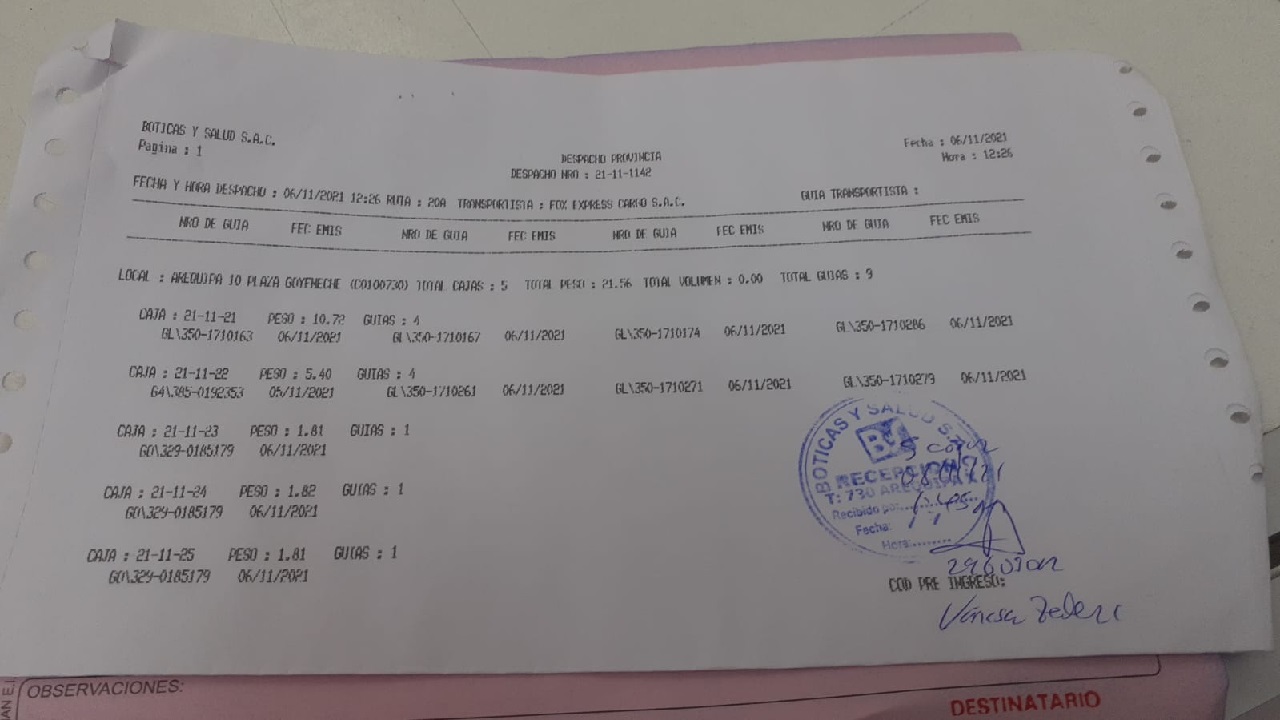 BOTICAS Y SALUD S.A.C.
Pagina : 1
Fecha : 06/11/2021
Hora : 12:26
DESPACHO PROVINCIA
DESPACHO NRO : 21-11-1142
FECHA Y HORA DESPACHO : 06/11/2021 12:26 RUTA : 20A TRANSPORTISTA : FOX EXPRESS CARGO S.A.C. GUIA TRANSPORTISTA :
NRO DE GUIA FEC EMIS NRO DE GUIA FEC EMIS NRO DE GUIA FEC EMIS NRO DE GUIA FEC EMIS
LOCAL : AREQUIPA 10 PLAZA GOYENECHE (C0100730) TOTAL CAJAS : 5 TOTAL PESO : 21.56 TOTAL VOLUMEN : 0.00 TOTAL GUIAS : 9
CAJA : 21-11-21 PESO : 10.72 GUIAS : 4
GL\350-1710163 06/11/2021 GL\350-1710167 06/11/2021 GL\350-1710174 06/11/2021 GL\350-1710286 06/11/2021
CAJA : 21-11-22 PESO : 5.40 GUIAS : 4
G4\385-0192353 05/11/2021 GL\350-1710261 06/11/2021 GL\350-1710271 06/11/2021 GL\350-1710279 06/11/2021
CAJA : 21-11-23 PESO : 1.81 GUIAS : 1
GO\329-0185179 06/11/2021
CAJA : 21-11-24 PESO : 1.82 GUIAS : 1
GO\329-0185179 06/11/2021
CAJA : 21-11-25 PESO : 1.81 GUIAS : 1
GO\329-0185179 06/11/2021
BOTICAS Y SALUD S.A.C.
BS
RECEPCION
T: 730 AREQUIPA
Recibido por:
Fecha:
Hora:
COD PRE INGRESO:
Vanesa
OBSERVACIONES:
DESTINATARIO